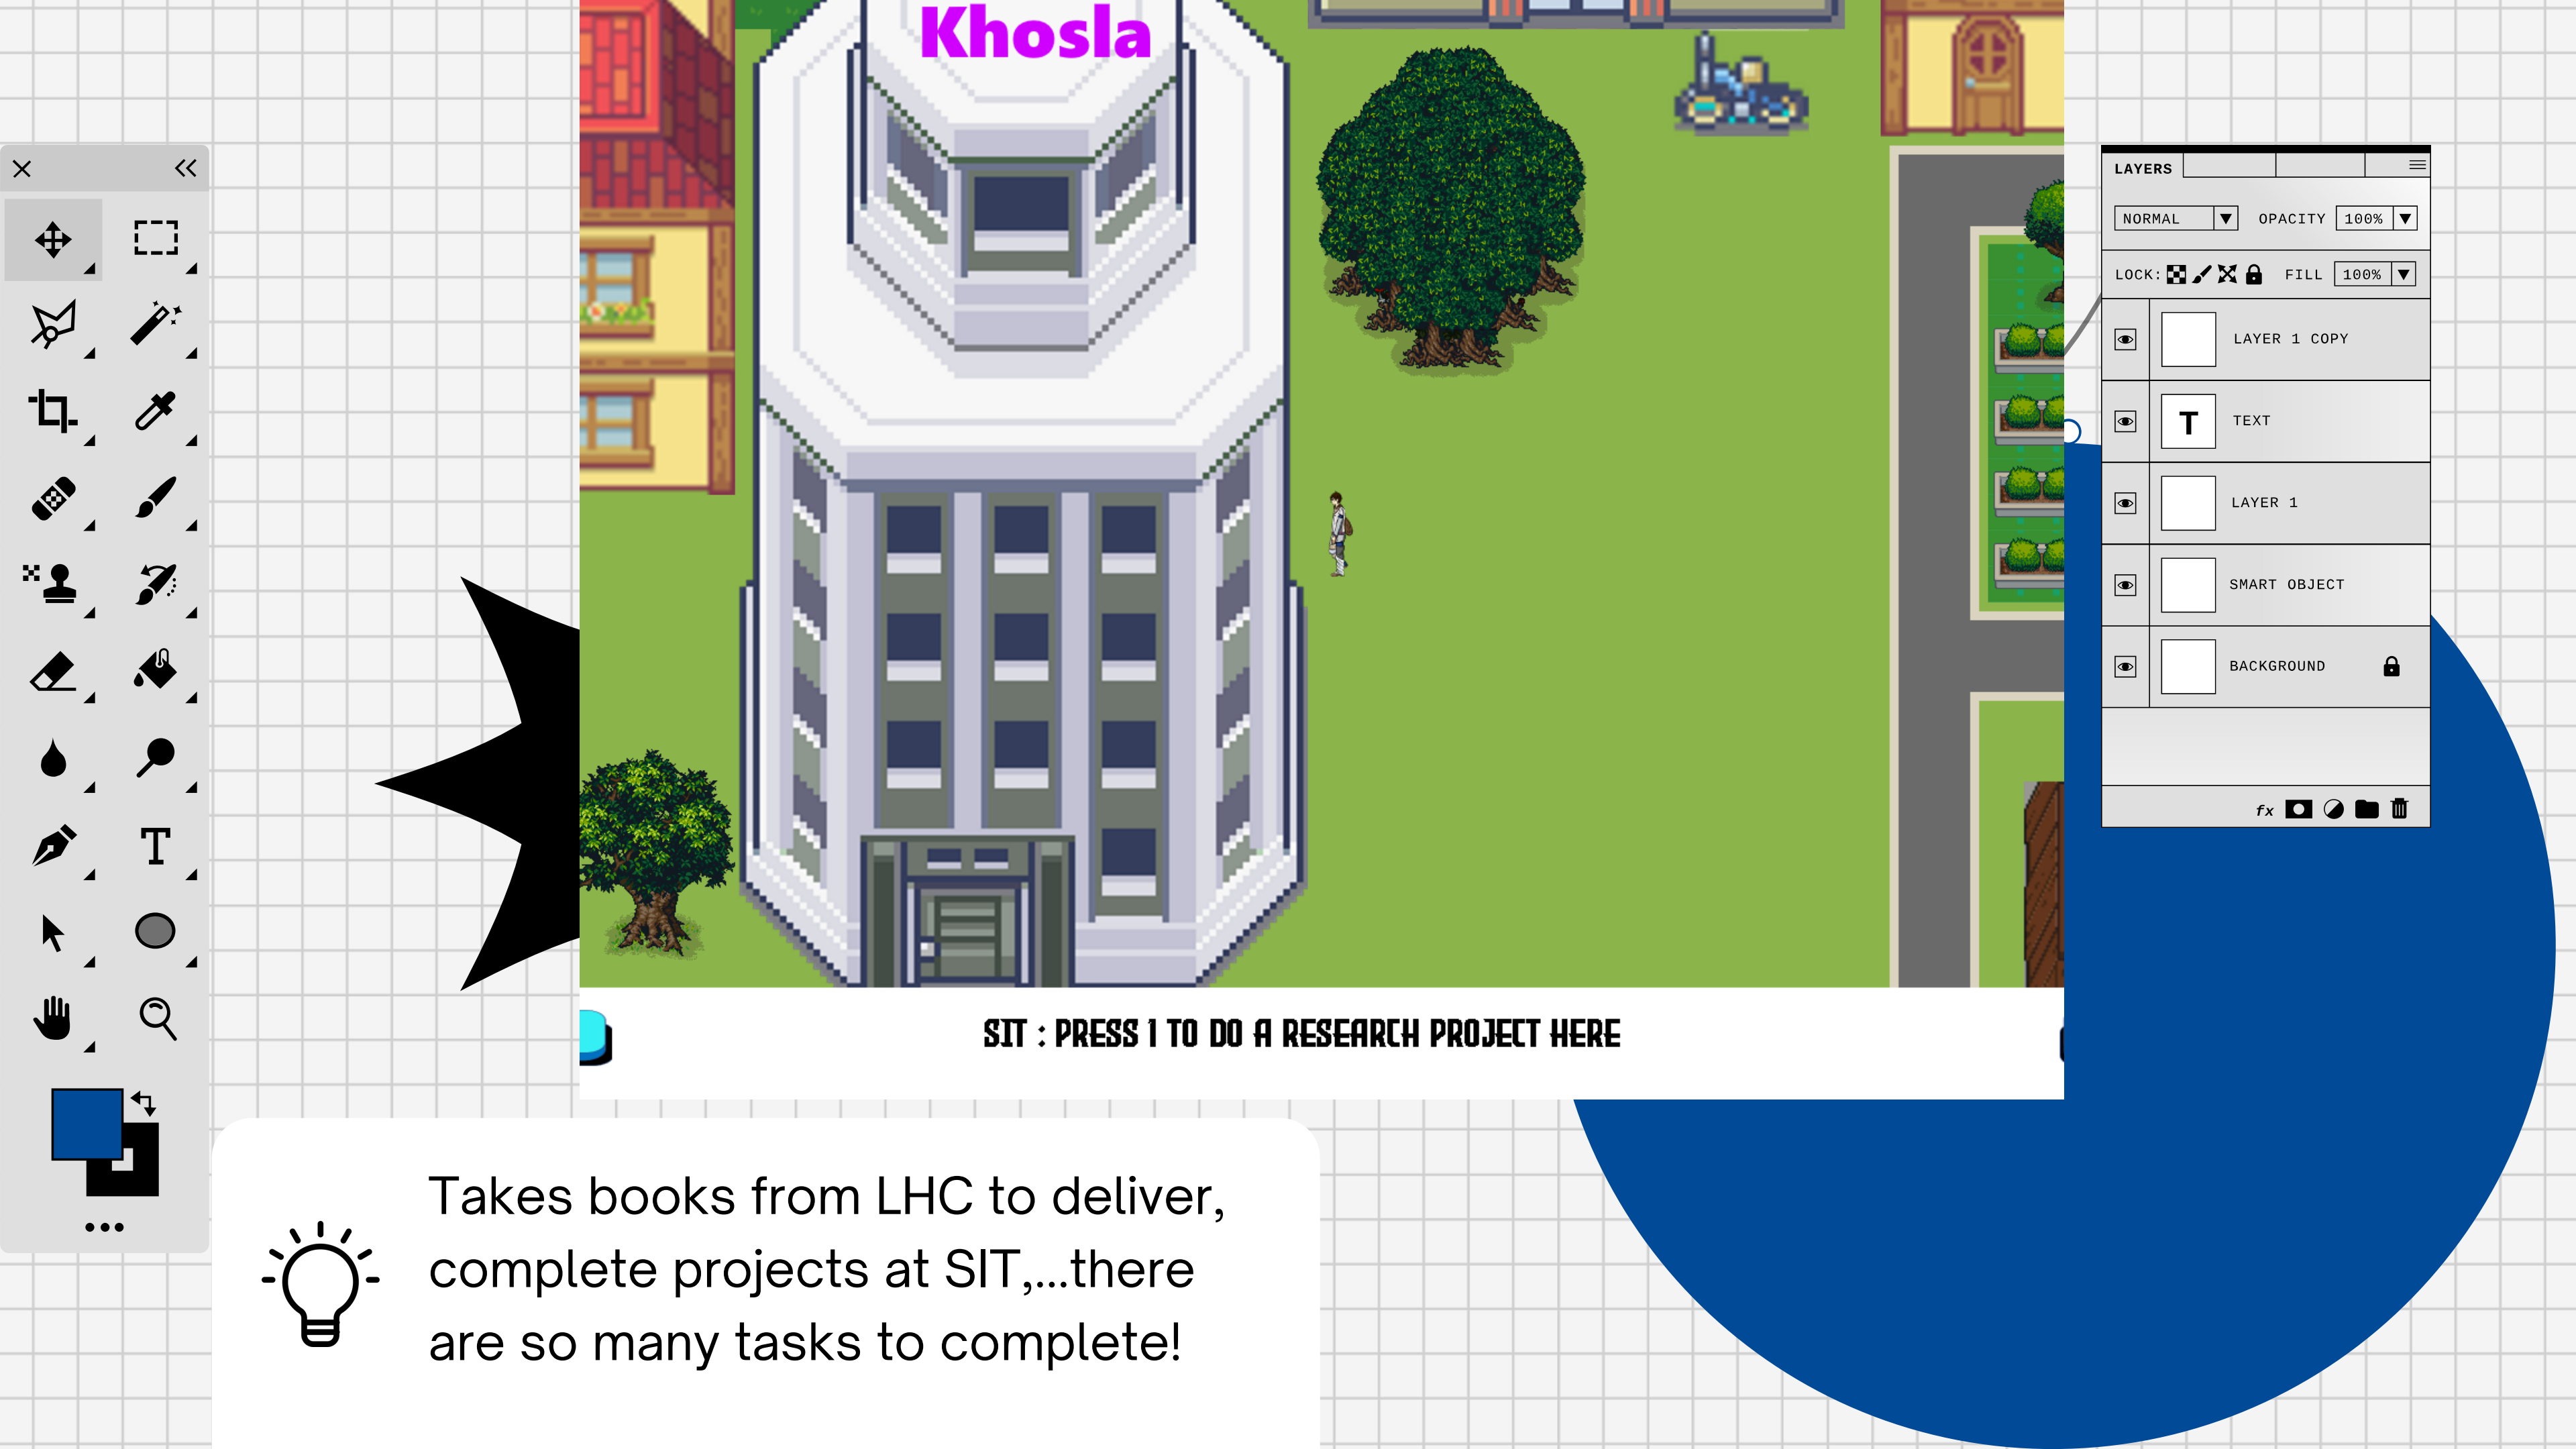 Khosla
LAYERS
NORMAL OPACITY 100%
LOCK: FILL 100%
LAYER 1 COPY
T TEXT
LAYER 1
SMART OBJECT
BACKGROUND
fx
T
SIT : PRESS 1 TO DO A RESEARCH PROJECT HERE
Takes books from LHC to deliver,
complete projects at SIT,...there
are so many tasks to complete!